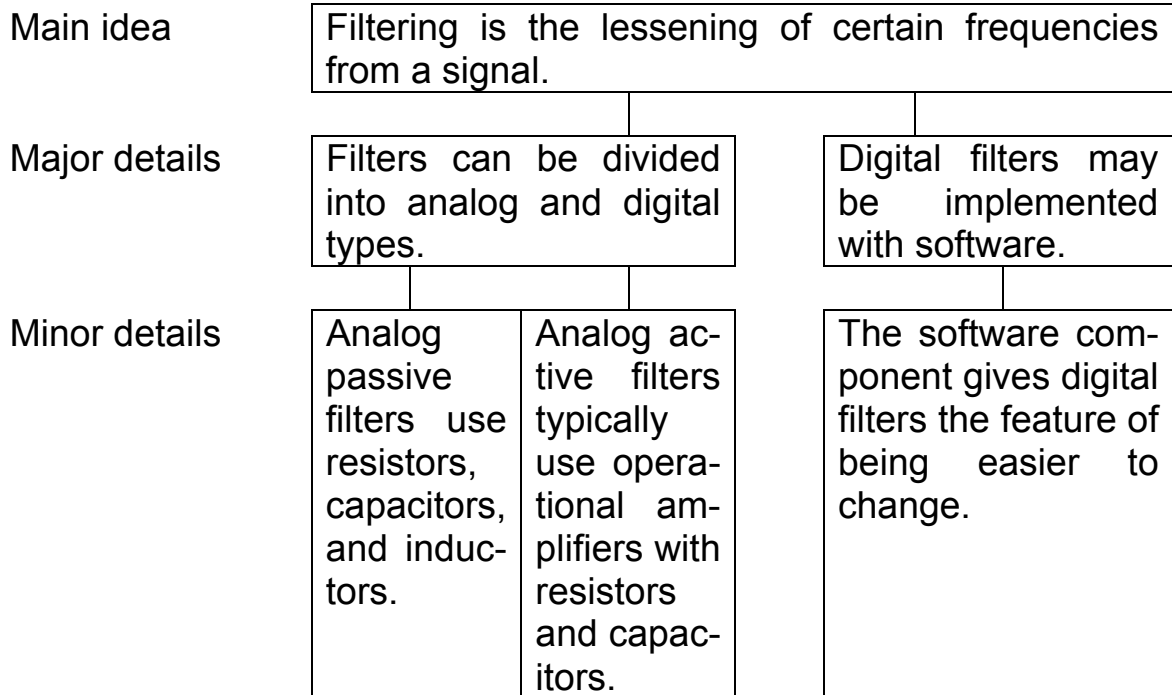 Main idea
Filtering is the lessening of certain frequencies
from a signal.
Major details
Filters can be divided
into analog and digital
types.
Digital filters may
be implemented
with software.
Minor details
Analog
passive
filters use
resistors,
capacitors,
and induc-
tors.
Analog ac-
tive filters
typically
use opera-
tional am-
plifiers with
resistors
and capac-
itors.
The software com-
ponent gives digital
filters the feature of
being easier to
change.